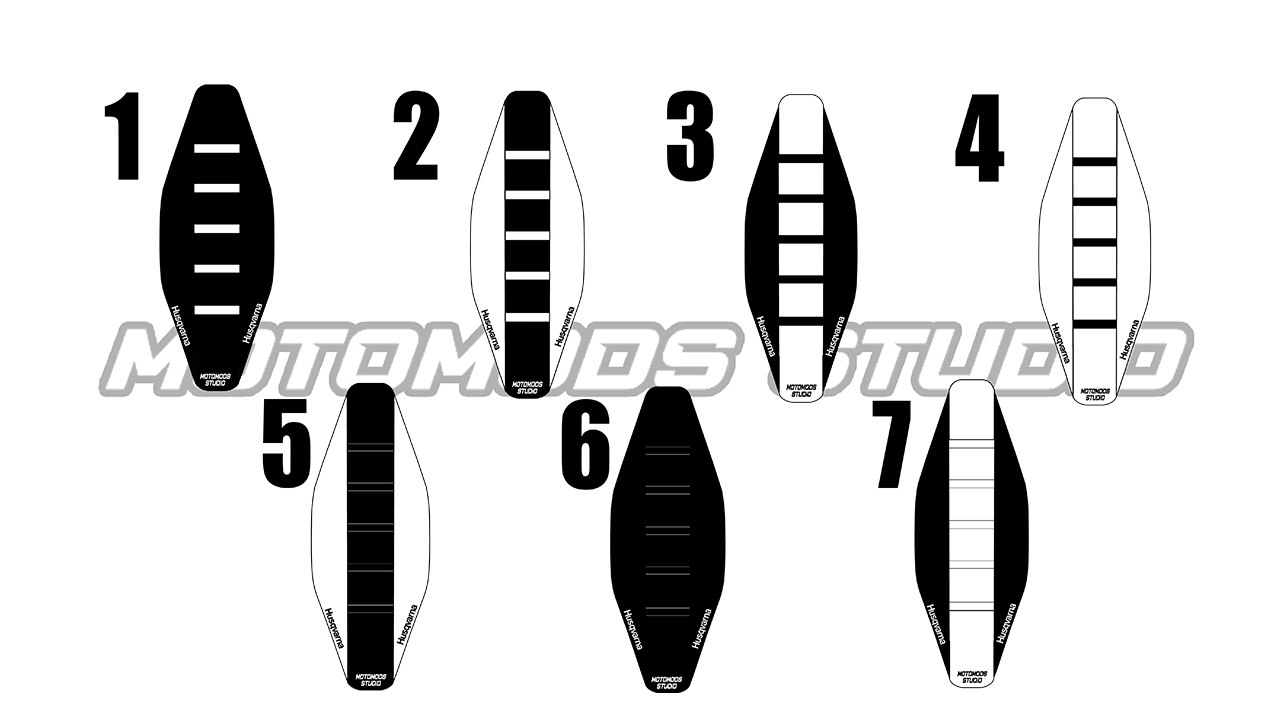 1 2 3 4
Husqvarna Husqvarna Husqvarna Husqvarna Husqvarna Husqvarna Husqvarna Husqvarna
MOTOMODS STUDIO
MOTOMODS MOTOMODS MOTOMODS MOTOMODS
STUDIO STUDIO STUDIO STUDIO
5 6 7
Husqvarna Husqvarna Husqvarna Husqvarna Husqvarna Husqvarna
MOTOMODS MOTOMODS MOTOMODS
STUDIO STUDIO STUDIO